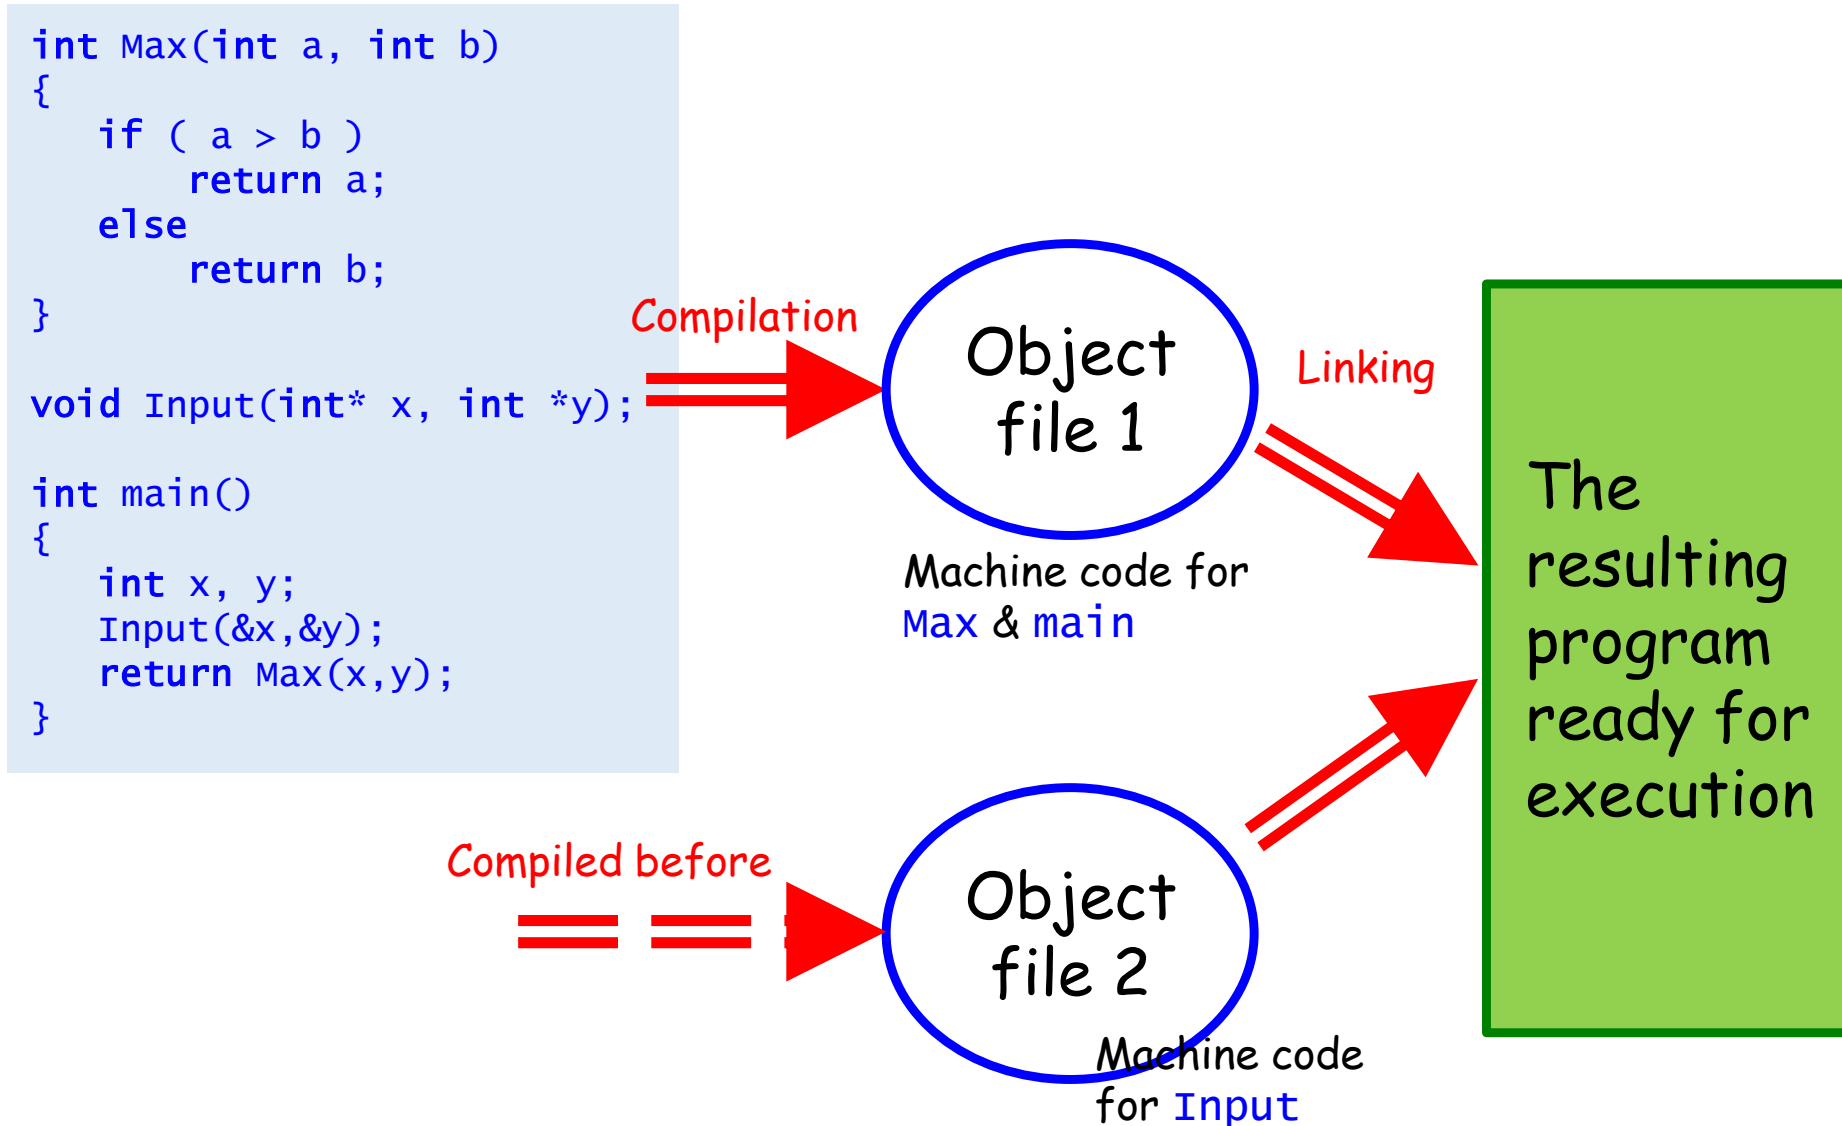 int Max(int a, int b)
{
if ( a > b )
return a;
else
return b;
}
void Input(int* x, int *y);
int main()
{
int x, y;
Input(&x,&y);
return Max(x,y);
}
Compilation
Object
file 1
Machine code for
Max & main
Linking
Compiled before
Object
file 2
Machine code
for Input
The
resulting
program
ready for
execution